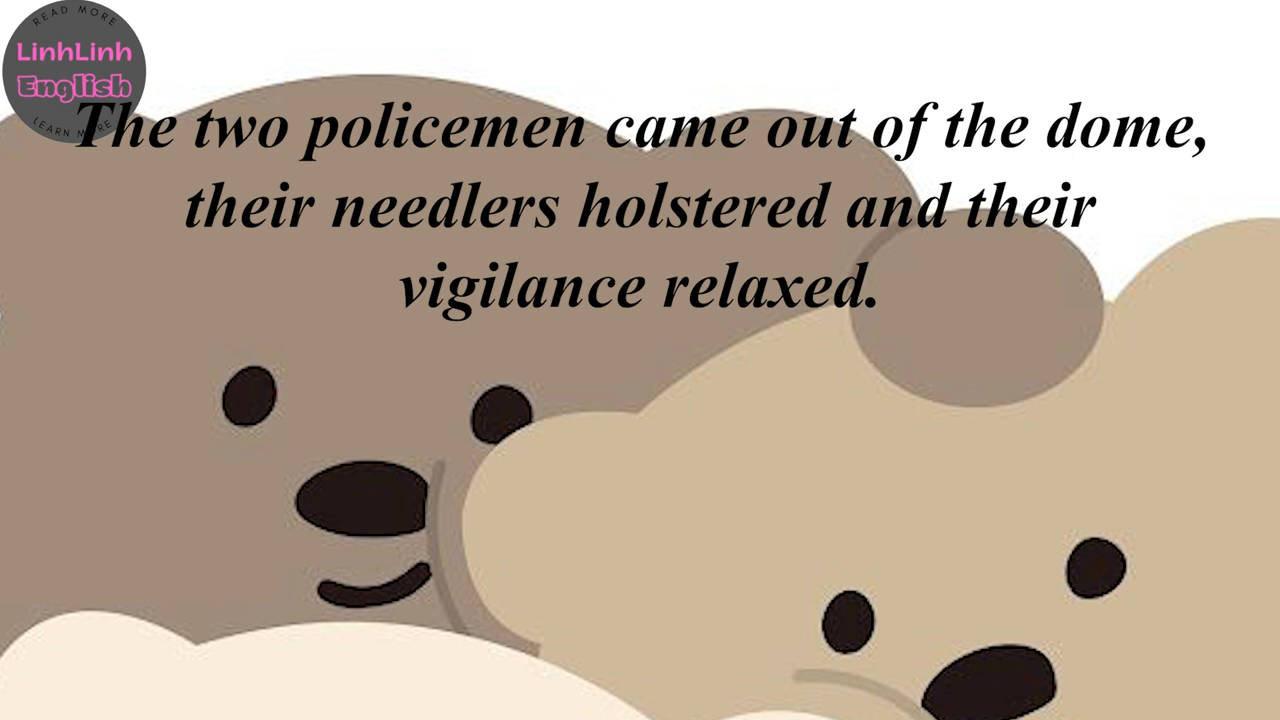 READ MORE
LinhLinh
English
LEARN MORE
The two policemen came out of the dome,
their needlers holstered and their
vigilance relaxed.